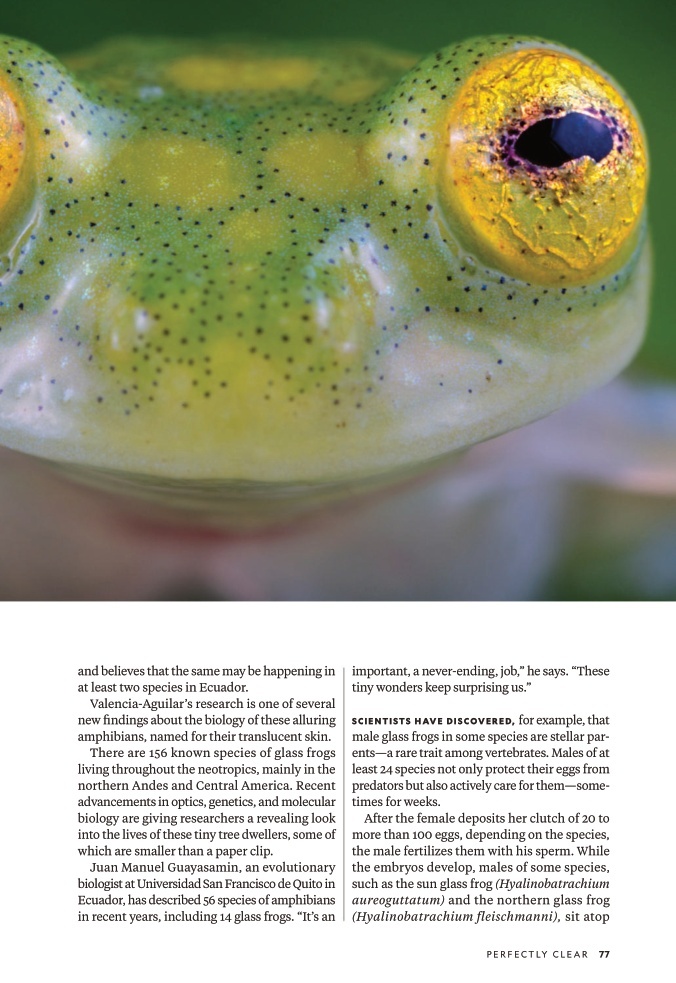 and believes that the same may be happening in
at least two species in Ecuador.
Valencia-Aguilar’s research is one of several
new findings about the biology of these alluring
amphibians, named for their translucent skin.
There are 156 known species of glass frogs
living throughout the neotropics, mainly in the
northern Andes and Central America. Recent
advancements in optics, genetics, and molecular
biology are giving researchers a revealing look
into the lives of these tiny tree dwellers, some of
which are smaller than a paper clip.
Juan Manuel Guayasamin, an evolutionary
biologist at Universidad San Francisco de Quito in
Ecuador, has described 56 species of amphibians
in recent years, including 14 glass frogs. “It’s an
important, a never-ending, job,” he says. “These
tiny wonders keep surprising us.”
SCIENTISTS HAVE DISCOVERED, for example, that
male glass frogs in some species are stellar par-
ents—a rare trait among vertebrates. Males of at
least 24 species not only protect their eggs from
predators but also actively care for them—some-
times for weeks.
After the female deposits her clutch of 20 to
more than 100 eggs, depending on the species,
the male fertilizes them with his sperm. While
the embryos develop, males of some species,
such as the sun glass frog (Hyalinobatrachium
aureoguttatum) and the northern glass frog
(Hyalinobatrachium fleischmanni), sit atop
PERFECTLY CLEAR 77